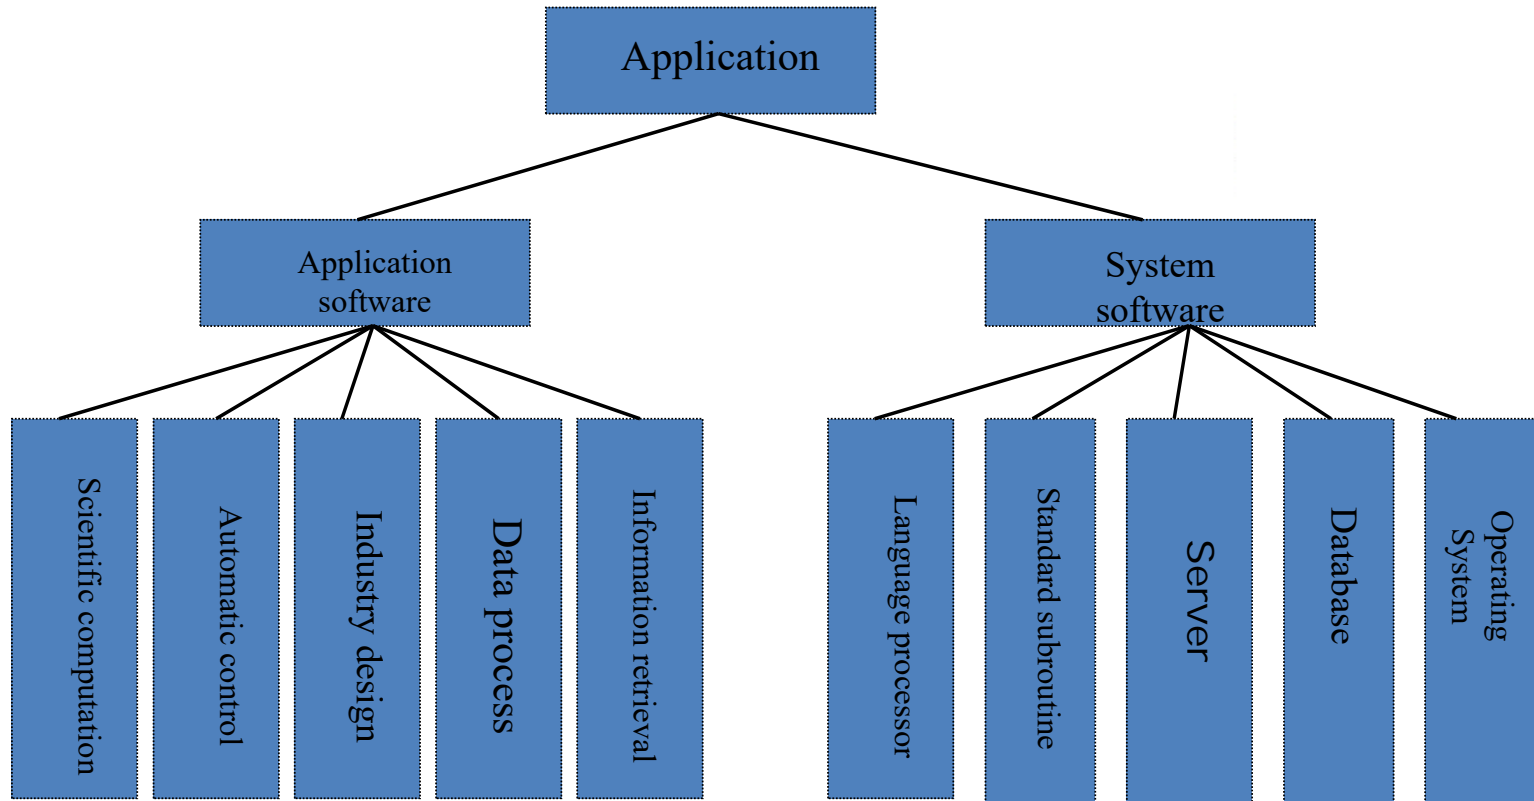 Application
Application
software
System
software
Scientific computation
Automatic control
Industry design
Data process
Information retrieval
Language processor
Standard subroutine
Server
Database
Operating
System